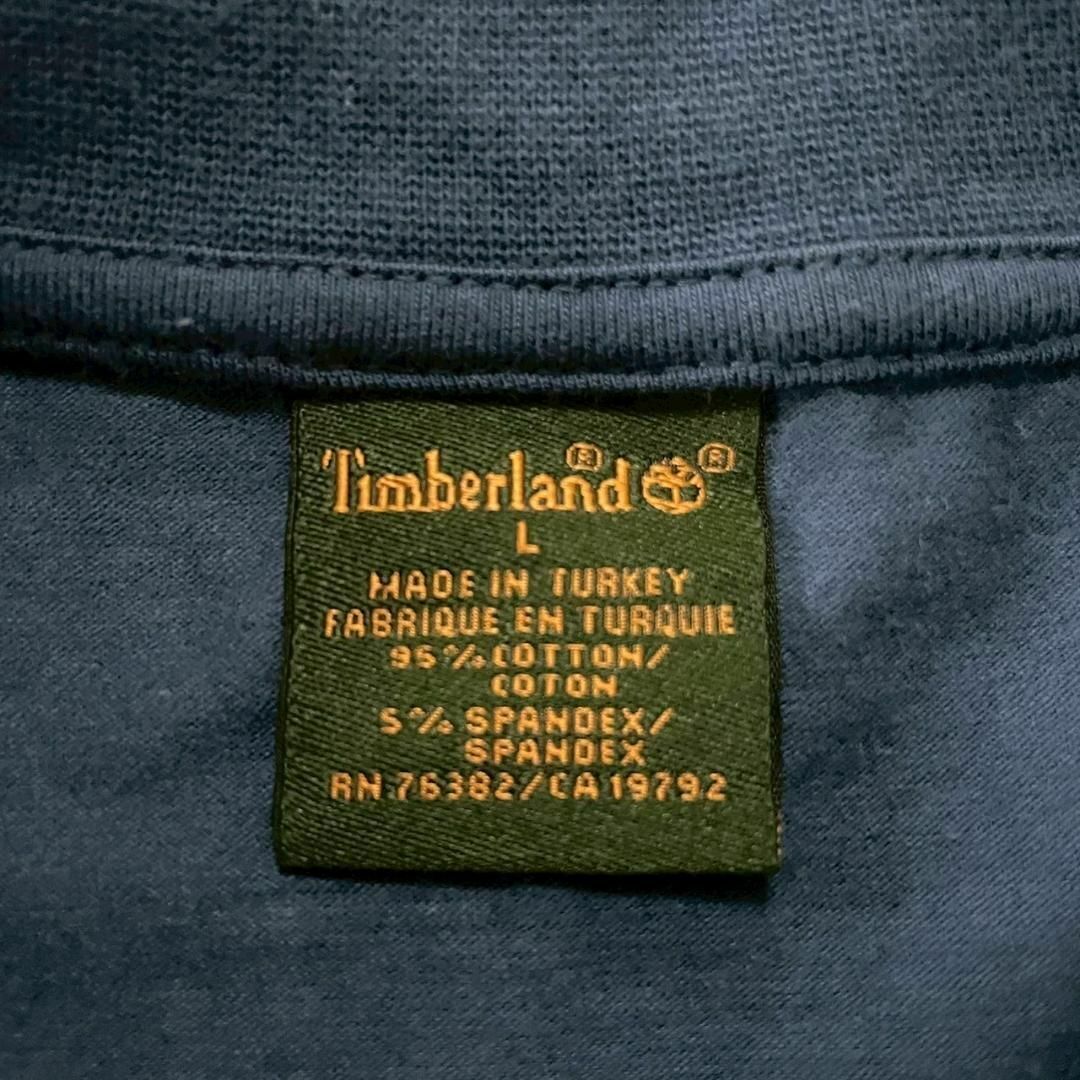 Timberland® ®
L
MADE IN TURKEY
FABRIQUE EN TURQUIE
95% COTTON/
COTON
5% SPANDEX/
SPANDEX
RN 76382/CA 19792